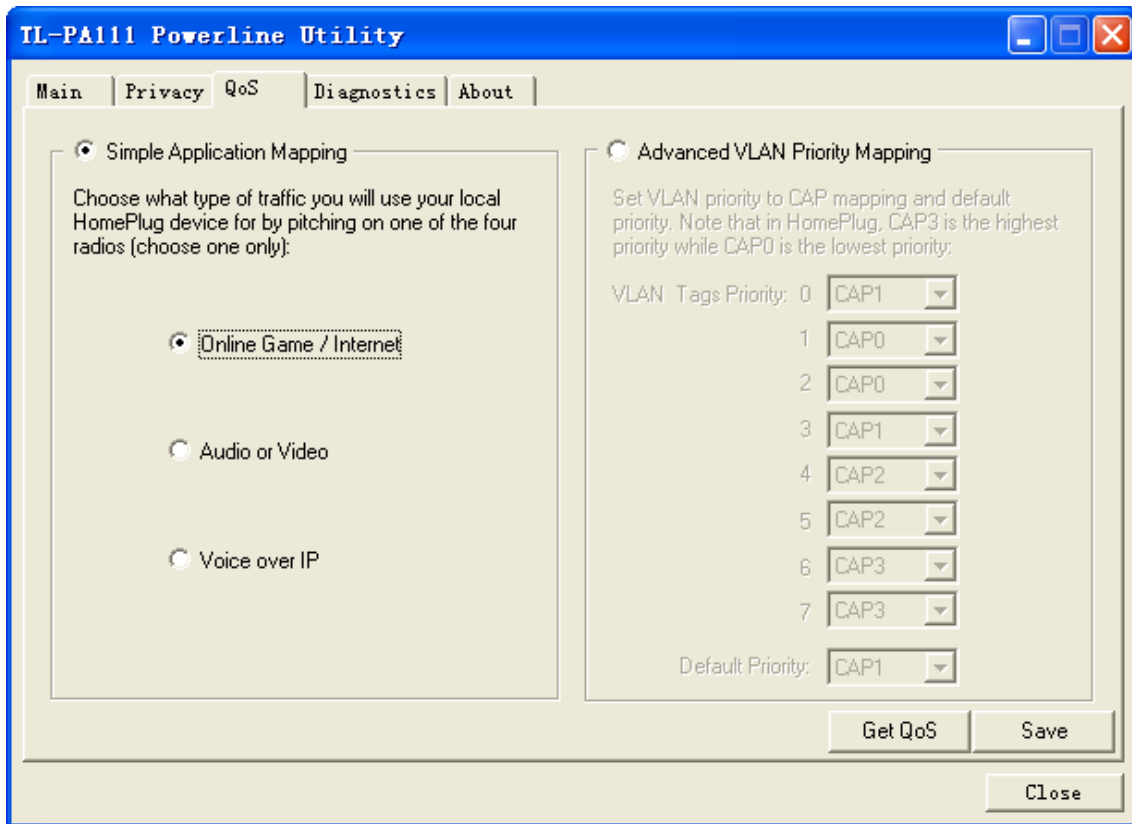 TL-PA111 Powerline Utility
Main Privacy QoS Diagnostics About
Simple Application Mapping
Choose what type of traffic you will use your local
HomePlug device for by pitching on one of the four
radios (choose one only):
Online Game / Internet
Audio or Video
Voice over IP
Advanced VLAN Priority Mapping
Set VLAN priority to CAP mapping and default
priority. Note that in HomePlug, CAP3 is the highest
priority while CAP0 is the lowest priority:
VLAN Tags Priority: 0 CAP1
1 CAP0
2 CAP0
3 CAP1
4 CAP2
5 CAP2
6 CAP3
7 CAP3
Default Priority: CAP1
Get QoS Save
Close